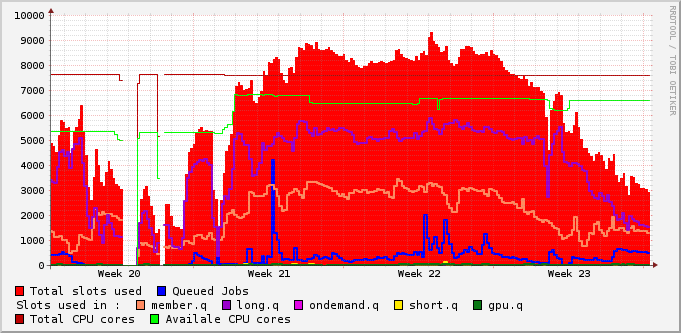 10000
9000
8000
7000
6000
5000
4000
3000
2000
1000
0
Week 20 Week 21 Week 22 Week 23
RRDTOOL / TOBI OETIKER
Total slots used Queued Jobs
Slots used in : member.q long.q ondemand.q short.q gpu.q
Total CPU cores Availale CPU cores